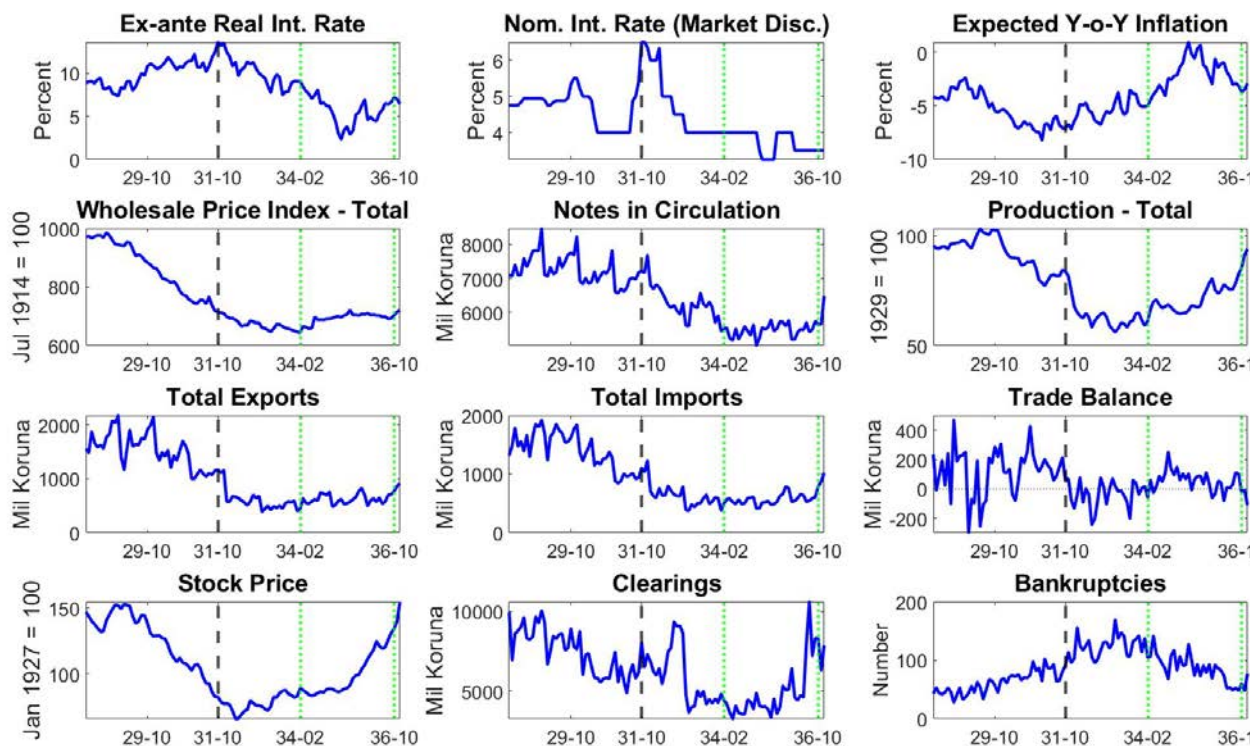 Ex-ante Real Int. Rate
Percent
10
5
0
29-10 31-10 34-02 36-10
Nom. Int. Rate (Market Disc.)
Percent
6
5
4
29-10 31-10 34-02 36-10
Expected Y-o-Y Inflation
Percent
0
-5
-10
29-10 31-10 34-02 36-10
Wholesale Price Index - Total
Jul 1914 = 100
1000
800
600
29-10 31-10 34-02 36-10
Notes in Circulation
Mil Koruna
8000
7000
6000
29-10 31-10 34-02 36-10
Production - Total
1929 = 100
100
50
29-10 31-10 34-02 36-1
Total Exports
Mil Koruna
2000
1000
0
29-10 31-10 34-02 36-10
Total Imports
Mil Koruna
2000
1000
0
29-10 31-10 34-02 36-10
Trade Balance
Mil Koruna
400
200
0
-200
29-10 31-10 34-02 36-1
Stock Price
Jan 1927 = 100
150
100
29-10 31-10 34-02 36-10
Clearings
Mil Koruna
10000
5000
29-10 31-10 34-02 36-10
Bankruptcies
Number
200
100
0
29-10 31-10 34-02 36-10